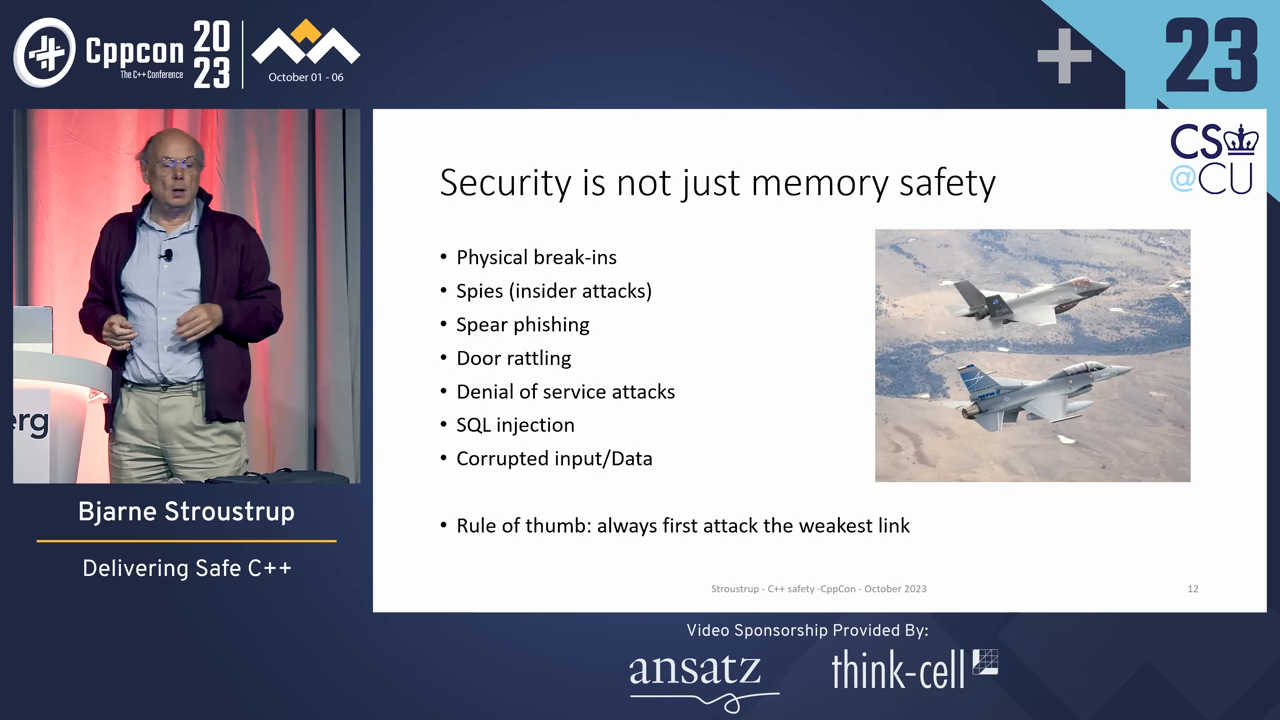 Cppcon
The C++ Conference
20
23
October 01 - 06
23
CS
@CU
Security is not just memory safety
• Physical break-ins
• Spies (insider attacks)
• Spear phishing
• Door rattling
• Denial of service attacks
• SQL injection
• Corrupted input/Data
• Rule of thumb: always first attack the weakest link
Stroustrup - C++ safety -CppCon - October 2023
12
erg
Bjarne Stroustrup
Delivering Safe C++
Video Sponsorship Provided By:
ansatz
think-cell